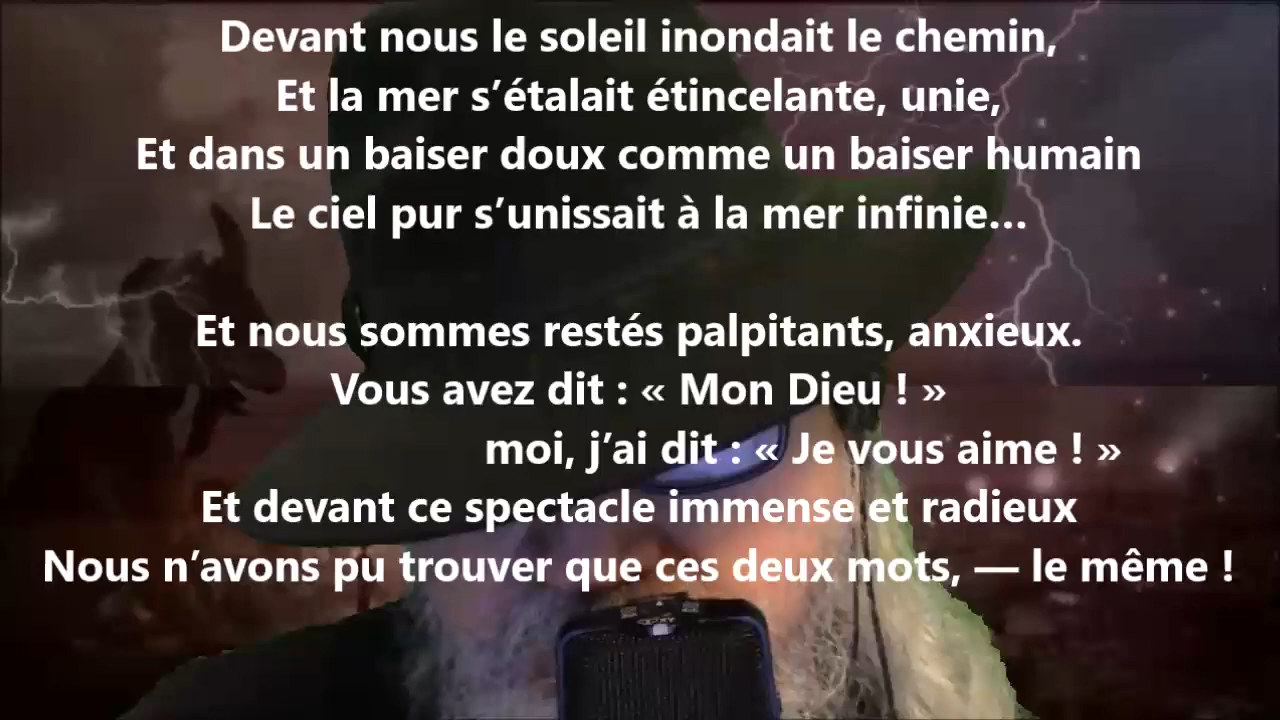 Devant nous le soleil inondait le chemin,
Et la mer s’étalait étincelante, unie,
Et dans un baiser doux comme un baiser humain
Le ciel pur s’unissait à la mer infinie…
Et nous sommes restés palpitants, anxieux.
Vous avez dit : « Mon Dieu ! »
moi, j’ai dit : « Je vous aime ! »
Et devant ce spectacle immense et radieux
Nous n’avons pu trouver que ces deux mots, — le même !